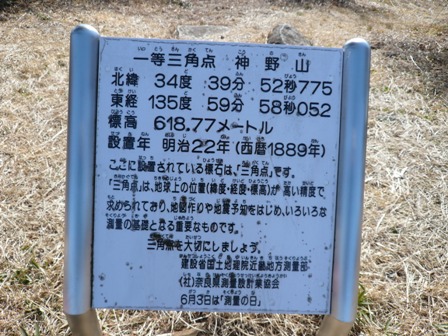 一等三角点 神野山
北緯 34度 39分 52秒775
東経 135度 59分 58秒052
標高 618.77メートル
設置年 明治22年(西暦1889年)
ここに設置されている標石は、「三角点」です。
「三角点」は、地球上の位置(緯度・経度・標高)が高い精度で
求められており、地図作りや地震予知をはじめ、いろいろな
測量の基礎となる重要なものです。
三角点を大切にしましょう。
建設省国土地理院近畿地方測量部
(社)奈良県測量設計業協会
6月3日は「測量の日」